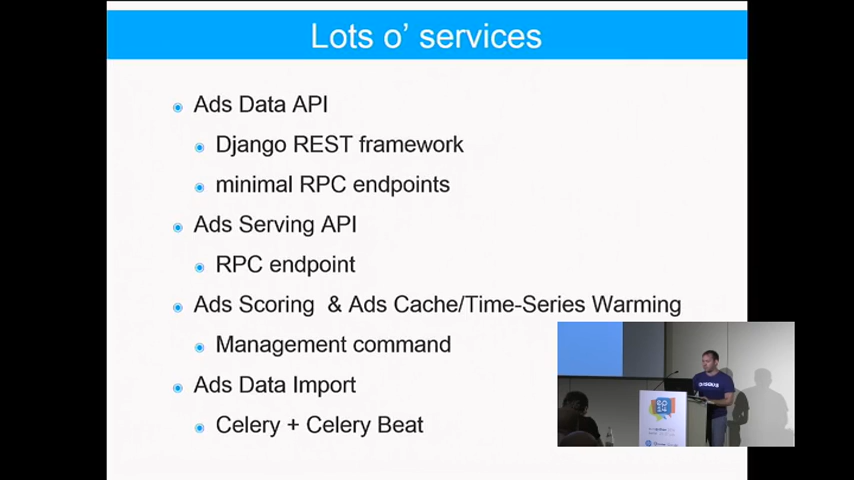 Lots o' services
Ads Data API
Django REST framework
minimal RPC endpoints
Ads Serving API
RPC endpoint
Ads Scoring & Ads Cache/Time-Series Warming
Management command
Ads Data Import
Celery + Celery Beat
DISQUS